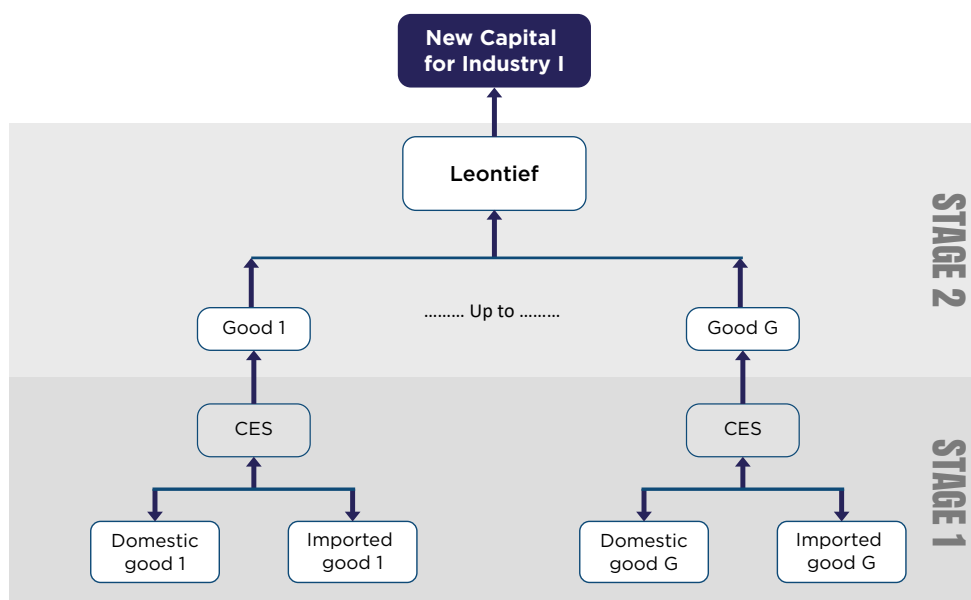 New Capital
for Industry I
Leontief
STAGE 2
Good 1
......... Up to .........
Good G
CES
CES
STAGE 1
Domestic
good 1
Imported
good 1
Domestic
good G
Imported
good G